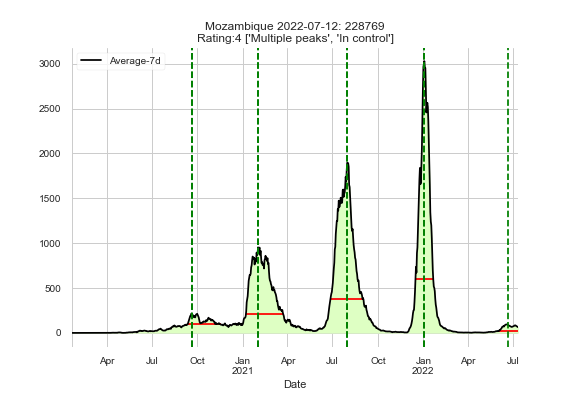 Mozambique 2022-07-12: 228769
Rating:4 ['Multiple peaks', 'In control']
Average-7d
3000
2500
2000
1500
1000
500
0
Apr Jul Oct Jan Apr Jul Oct Jan Apr Jul
2021 2022
Date